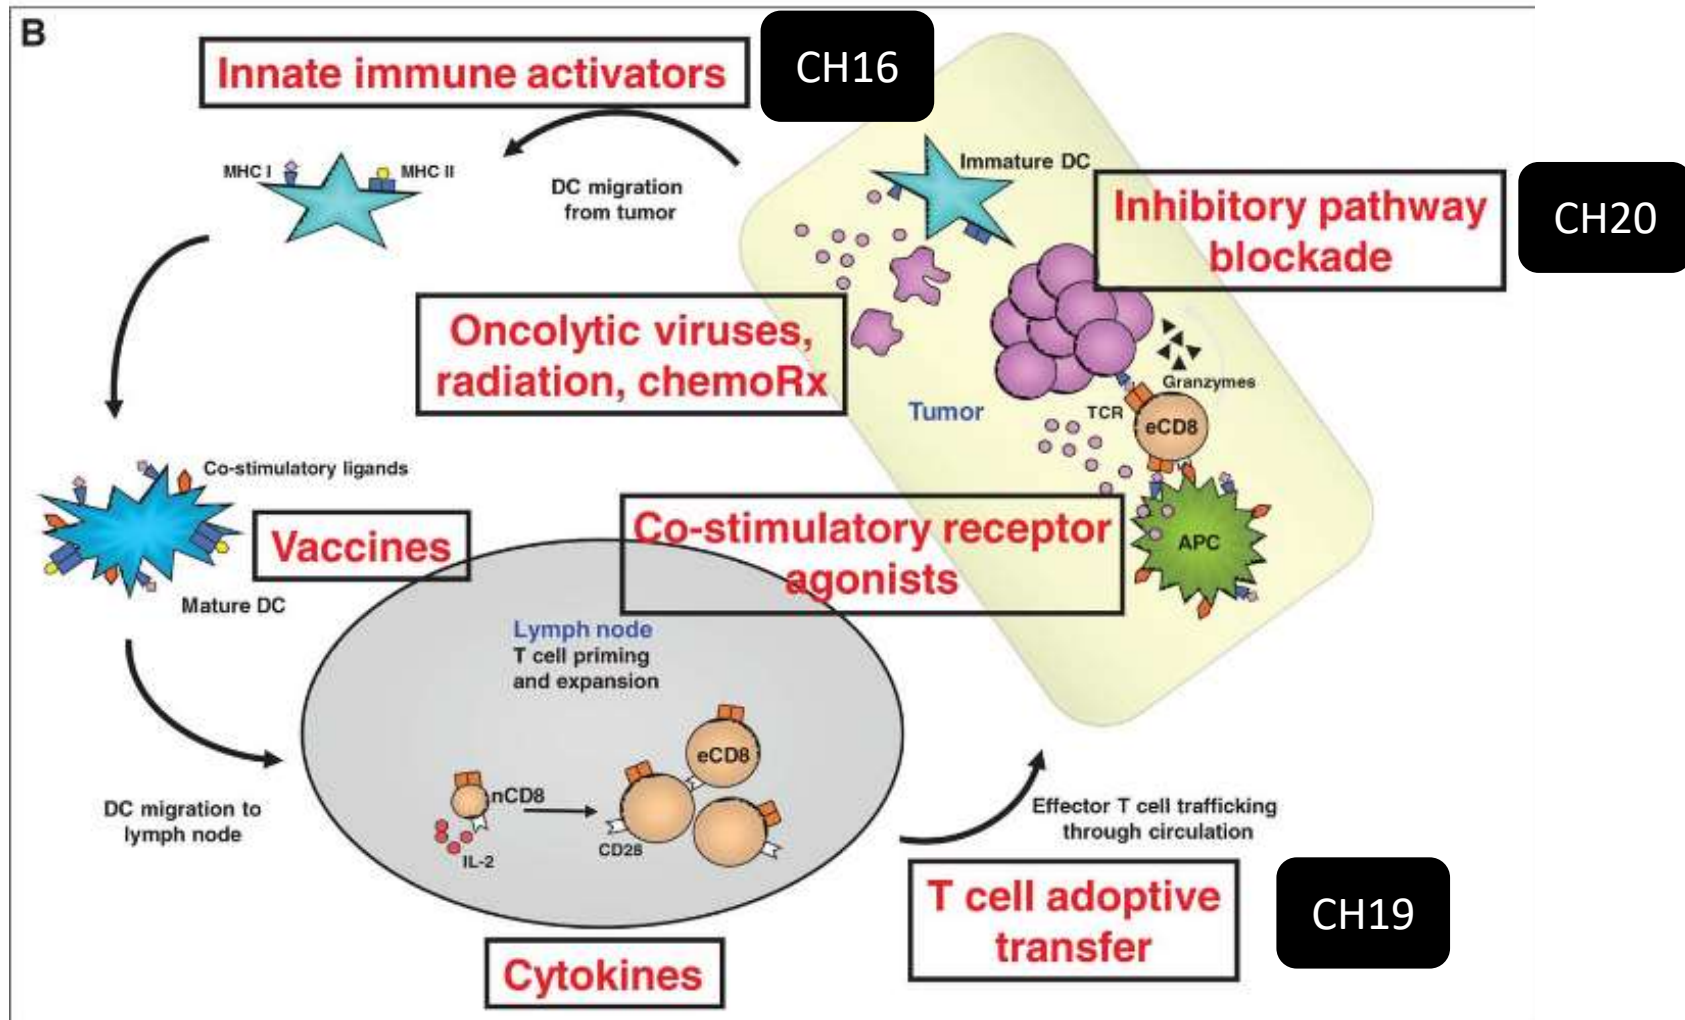 B
Innate immune activators
CH16
MHC I
MHC II
DC migration
from tumor
Immature DC
Inhibitory pathway
blockade
CH20
Oncolytic viruses,
radiation, chemoRx
Tumor
Granzymes
TCR
eCD8
APC
Co-stimulatory ligands
Vaccines
Mature DC
Co-stimulatory receptor
agonists
Lymph node
T cell priming
and expansion
eCD8
nCD8
IL-2
CD28
DC migration to
lymph node
Effector T cell trafficking
through circulation
T cell adoptive
transfer
CH19
Cytokines